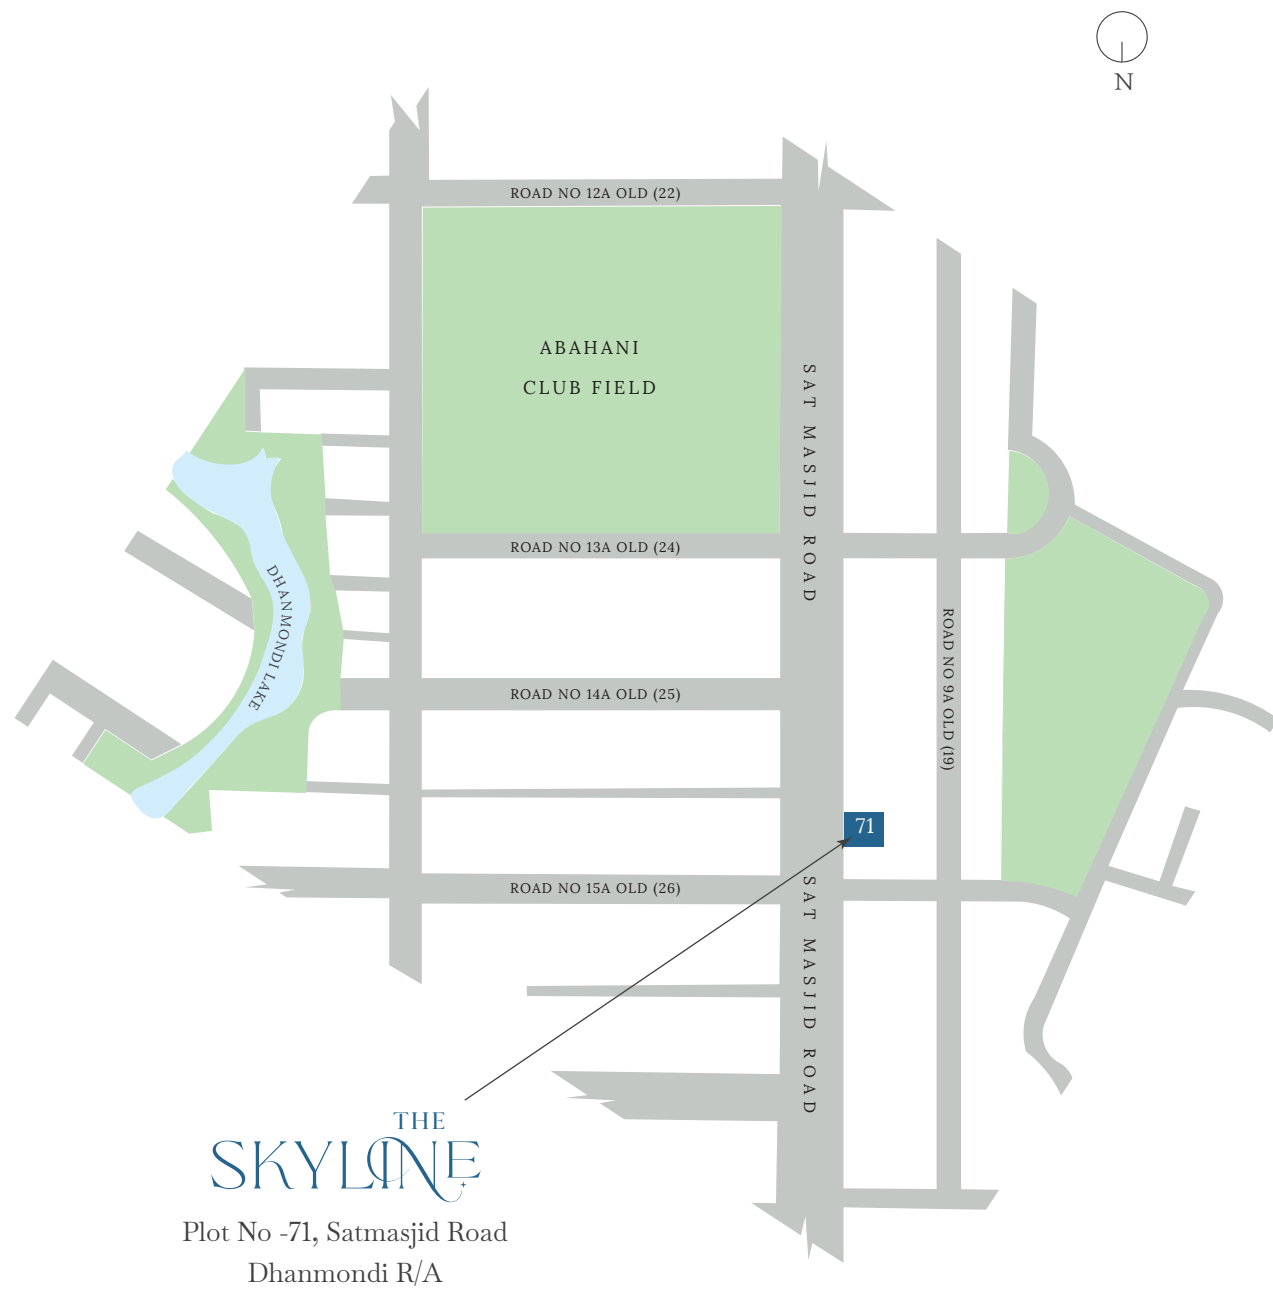 N
ROAD NO 12A OLD (22)
ABAHANI
CLUB FIELD
SAT MASJID ROAD
ROAD NO 13A OLD (24)
DHANMONDI LAKE
ROAD NO 9A OLD (19)
ROAD NO 14A OLD (25)
71
ROAD NO 15A OLD (26)
SAT MASJID ROAD
THE
SKYLINE
Plot No -71, Satmasjid Road
Dhanmondi R/A